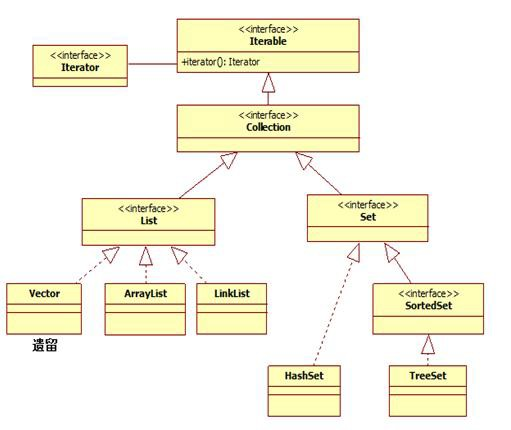 <<interface>>
Iterable
+iterator(): Iterator
<<interface>>
Iterator
<<interface>>
Collection
<<interface>>
List
<<interface>>
Set
Vector
ArrayList
LinkList
<<interface>>
SortedSet
遗留
HashSet
TreeSet